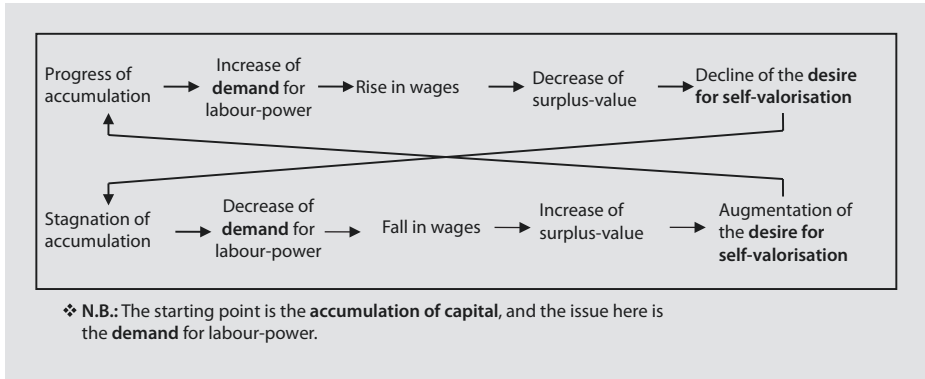 Progress of
accumulation
Increase of
demand for
labour-power
Rise in wages
Decrease of
surplus-value
Decline of the desire
for self-valorisation
Stagnation of
accumulation
Decrease of
demand for
labour-power
Fall in wages
Increase of
surplus-value
Augmentation of
the desire for
self-valorisation
❖ N.B.: The starting point is the accumulation of capital, and the issue here is
the demand for labour-power.